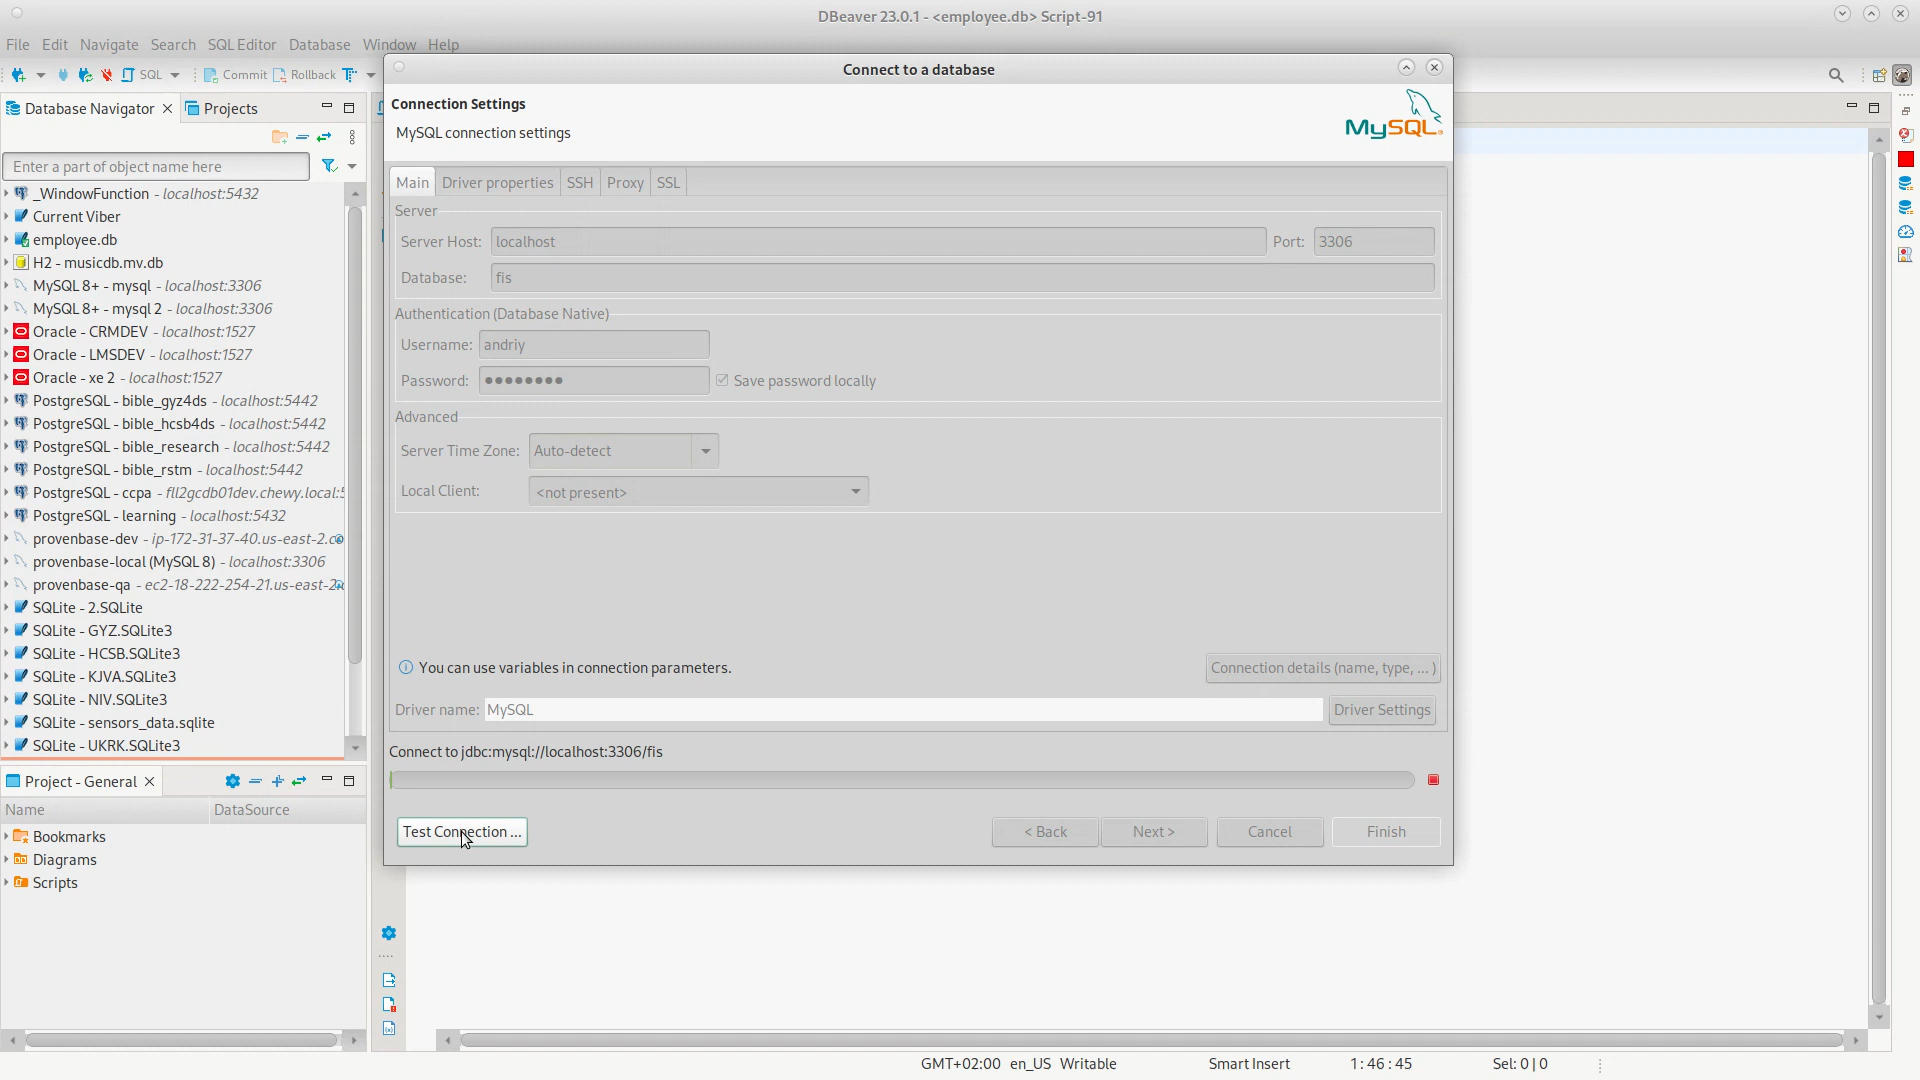 DBeaver 23.0.1 - <employee.db> Script-91
File Edit Navigate Search SQL Editor Database Window Help
SQL Commit Rollback
Database Navigator Projects
Enter a part of object name here
_WindowFunction - localhost:5432
Current Viber
employee.db
H2 - musicdb.mv.db
MySQL 8+ - mysql - localhost:3306
MySQL 8+ - mysql 2 - localhost:3306
Oracle - CRMDEV - localhost:1527
Oracle - LMSDEV - localhost:1527
Oracle - xe 2 - localhost:1527
PostgreSQL - bible_gyz4ds - localhost:5442
PostgreSQL - bible_hcsb4ds - localhost:5442
PostgreSQL - bible_research - localhost:5442
PostgreSQL - bible_rstm - localhost:5442
PostgreSQL - ccpa - fll2gcdb01dev.chewy.local:5
PostgreSQL - learning - localhost:5432
provenbase-dev - ip-172-31-37-40.us-east-2.co
provenbase-local (MySQL 8) - localhost:3306
provenbase-qa - ec2-18-222-254-21.us-east-2.c
SQLite - 2.SQLite
SQLite - GYZ.SQLite3
SQLite - HCSB.SQLite3
SQLite - KJVA.SQLite3
SQLite - NIV.SQLite3
SQLite - sensors_data.sqlite
SQLite - UKRK.SQLite3
Project - General
Name DataSource
Bookmarks
Diagrams
Scripts
Connect to a database
Connection Settings
MySQL connection settings
MySQL
Main Driver properties SSH Proxy SSL
Server
Server Host: localhost Port: 3306
Database: fis
Authentication (Database Native)
Username: andriy
Password: ●●●●●●●● Save password locally
Advanced
Server Time Zone: Auto-detect
Local Client: <not present>
You can use variables in connection parameters. Connection details (name, type, ... )
Driver name: MySQL Driver Settings
Connect to jdbc:mysql://localhost:3306/fis
Test Connection ... < Back Next > Cancel Finish
GMT+02:00 en_US Writable Smart Insert 1 : 46 : 45 Sel: 0 | 0